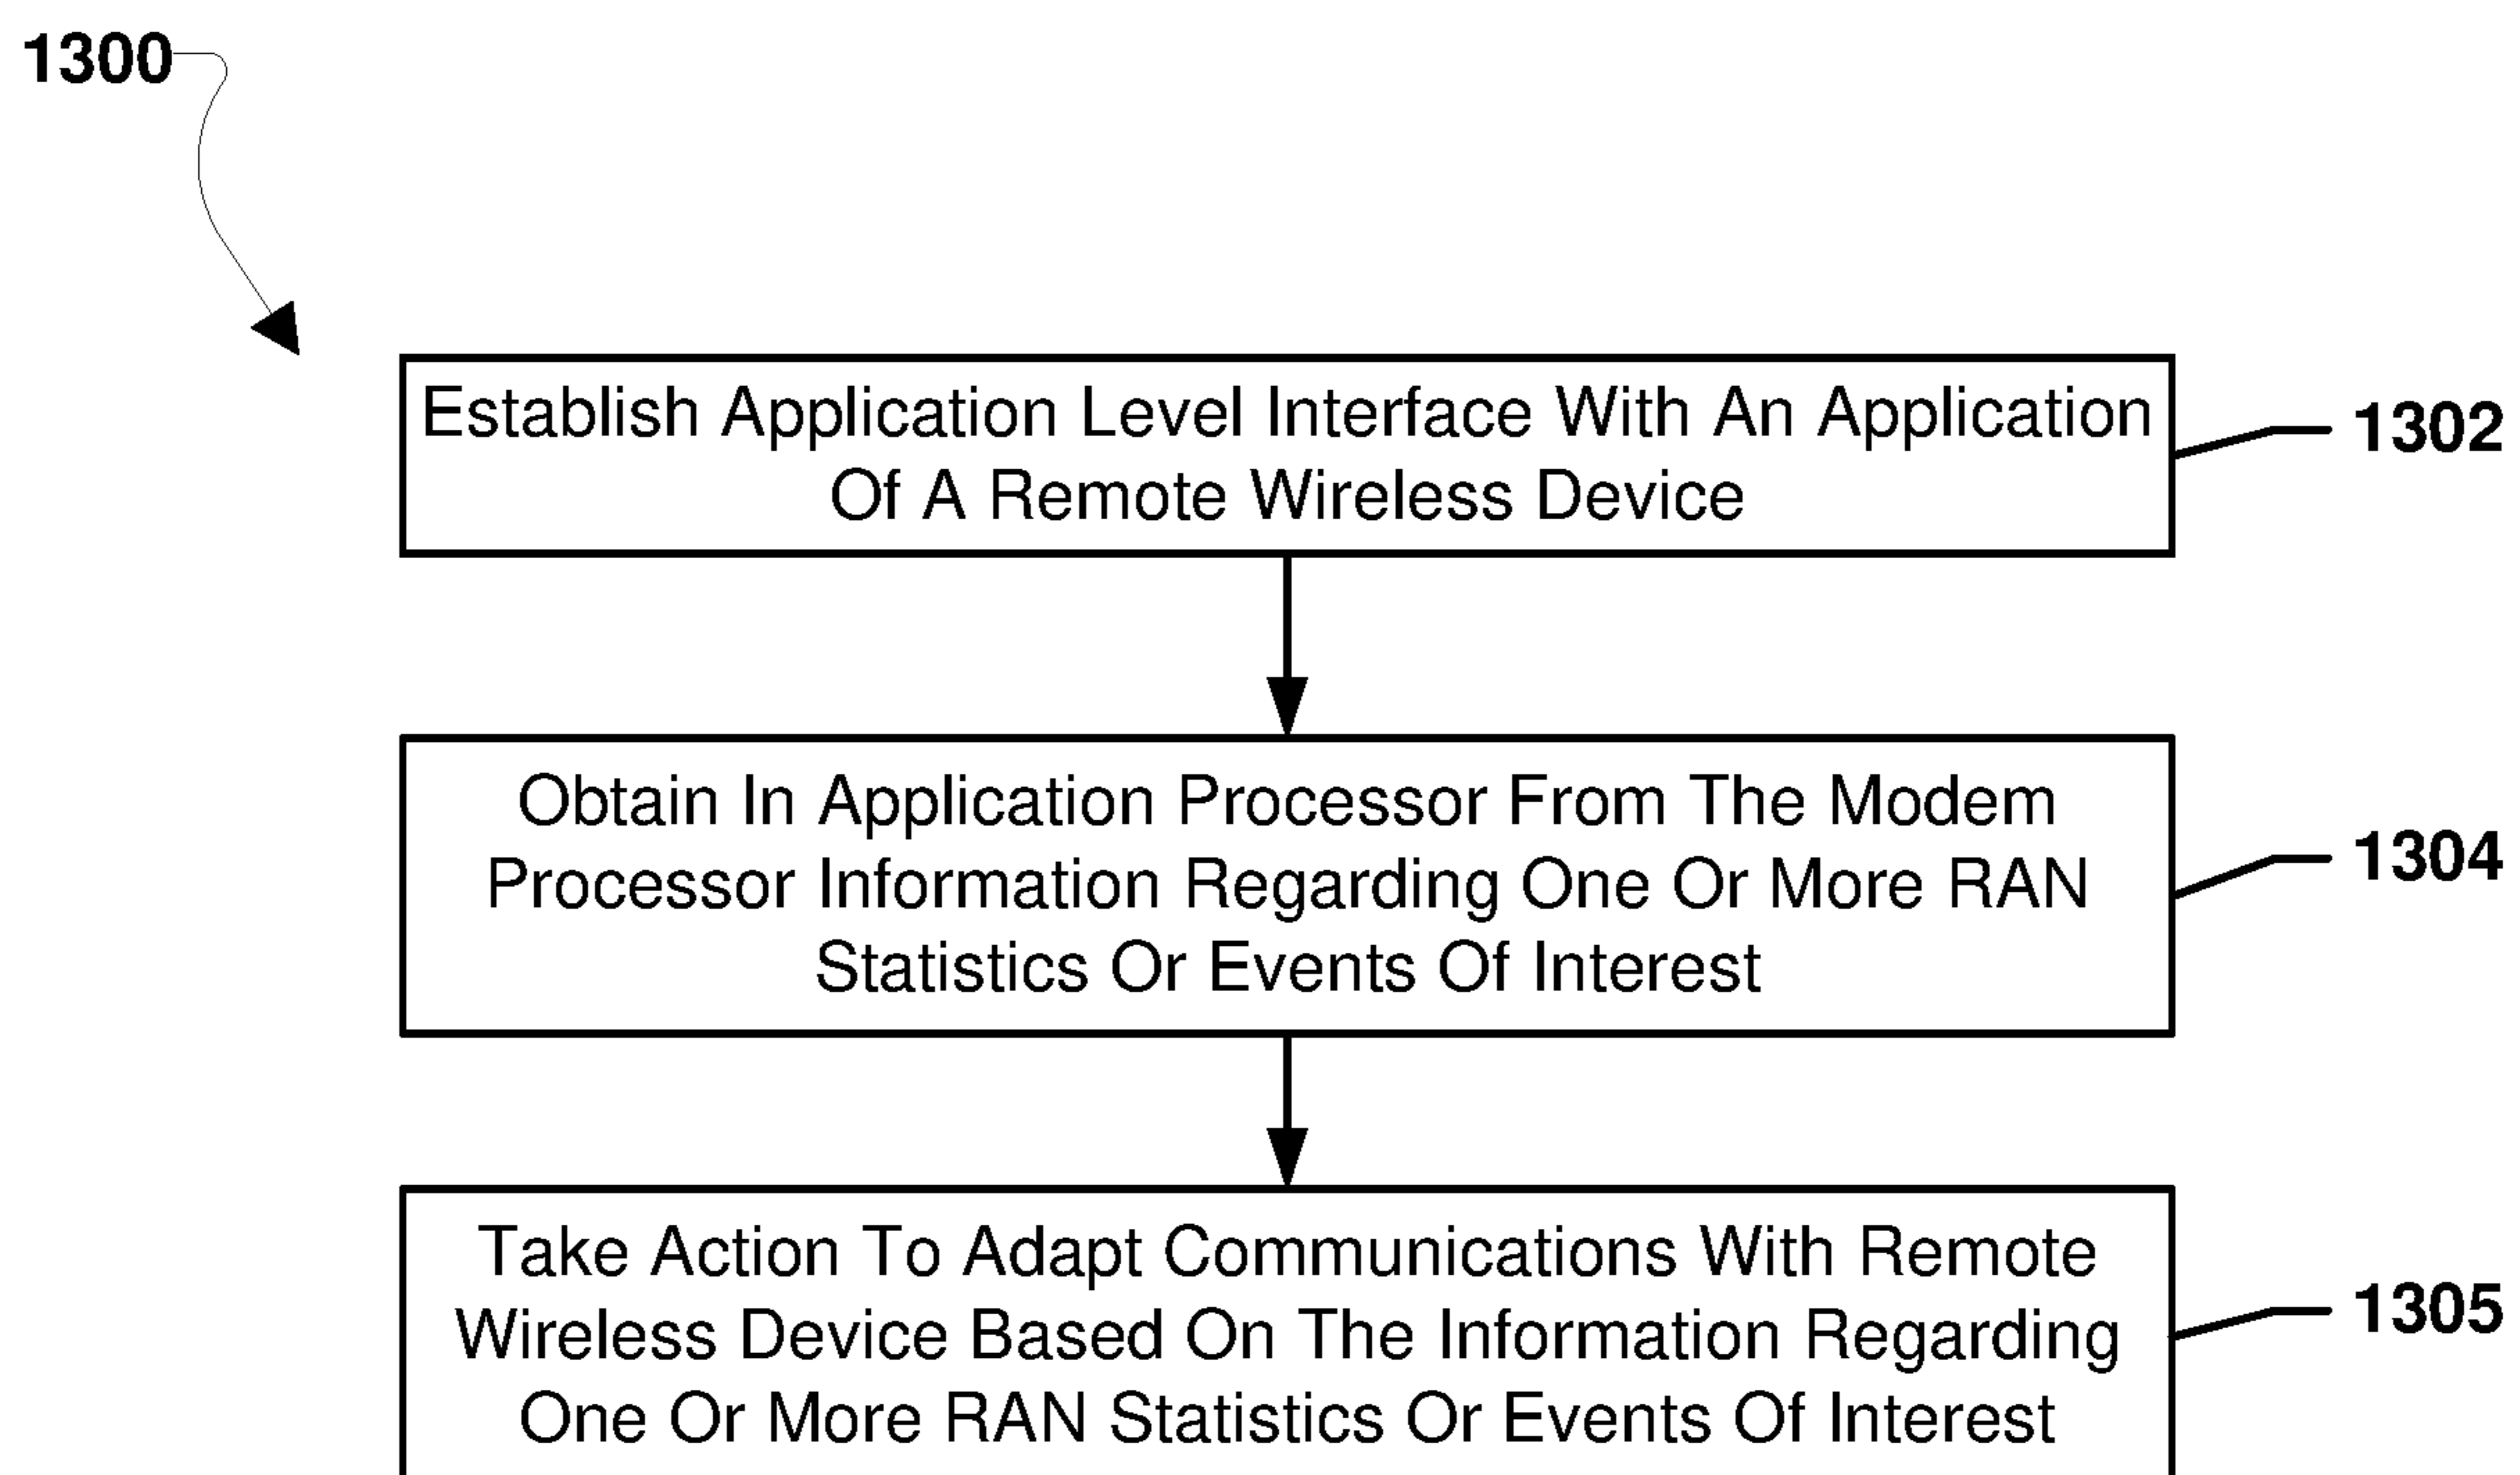 1300
Establish Application Level Interface With An Application
Of A Remote Wireless Device
1302
Obtain In Application Processor From The Modem
Processor Information Regarding One Or More RAN
Statistics Or Events Of Interest
1304
Take Action To Adapt Communications With Remote
Wireless Device Based On The Information Regarding
One Or More RAN Statistics Or Events Of Interest
1305